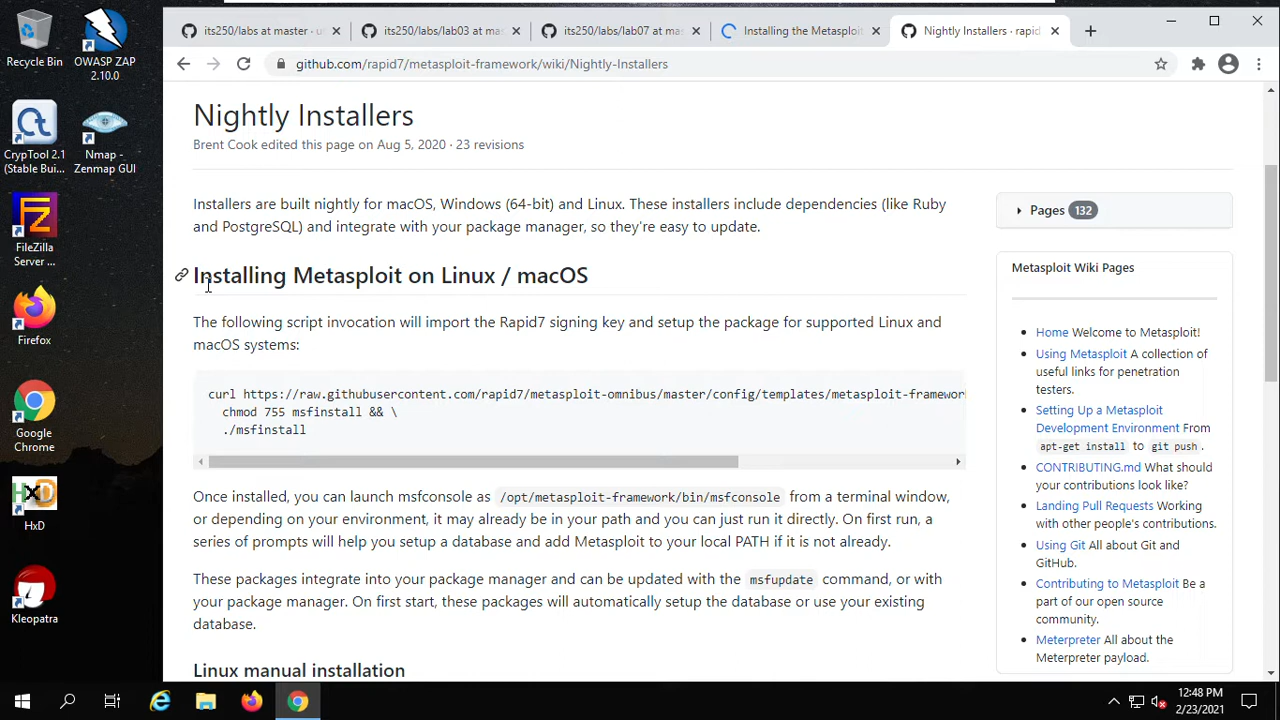 Recycle Bin
OWASP ZAP
2.10.0
CrypTool 2.1
(Stable Bui...
Nmap -
Zenmap GUI
FileZilla
Server ...
Firefox
Google
Chrome
HxD
Kleopatra
its250/labs at master · u
its250/labs/lab03 at ma
its250/labs/lab07 at ma
Installing the Metasploi
Nightly Installers · rapid
github.com/rapid7/metasploit-framework/wiki/Nightly-Installers
Nightly Installers
Brent Cook edited this page on Aug 5, 2020 · 23 revisions
Installers are built nightly for macOS, Windows (64-bit) and Linux. These installers include dependencies (like Ruby
and PostgreSQL) and integrate with your package manager, so they're easy to update.
Installing Metasploit on Linux / macOS
The following script invocation will import the Rapid7 signing key and setup the package for supported Linux and
macOS systems:
curl https://raw.githubusercontent.com/rapid7/metasploit-omnibus/master/config/templates/metasploit-framework
chmod 755 msfinstall && \
./msfinstall
Once installed, you can launch msfconsole as /opt/metasploit-framework/bin/msfconsole from a terminal window,
or depending on your environment, it may already be in your path and you can just run it directly. On first run, a
series of prompts will help you setup a database and add Metasploit to your local PATH if it is not already.
These packages integrate into your package manager and can be updated with the msfupdate command, or with
your package manager. On first start, these packages will automatically setup the database or use your existing
database.
Linux manual installation
Pages 132
Metasploit Wiki Pages
Home Welcome to Metasploit!
Using Metasploit A collection of
useful links for penetration
testers.
Setting Up a Metasploit
Development Environment From
apt-get install to git push.
CONTRIBUTING.md What should
your contributions look like?
Landing Pull Requests Working
with other people's contributions.
Using Git All about Git and
GitHub.
Contributing to Metasploit Be a
part of our open source
community.
Meterpreter All about the
Meterpreter payload.
12:48 PM
2/23/2021